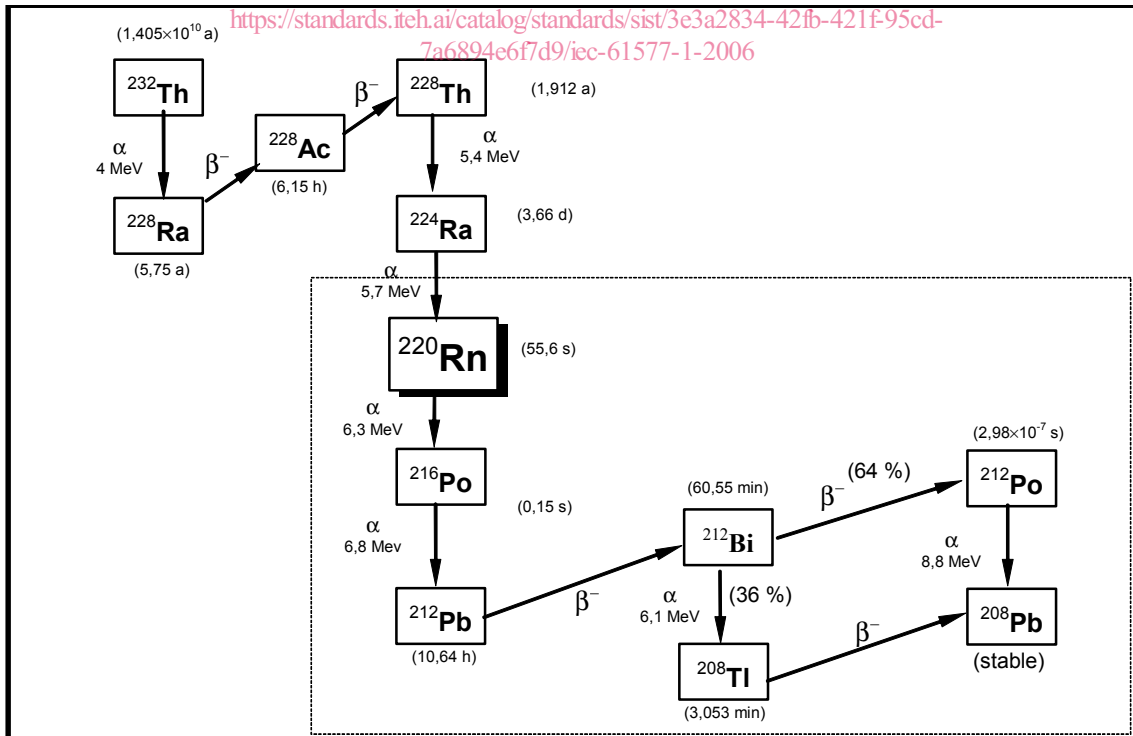 https://standards.iteh.ai/catalog/standards/sist/3e3a2834-42fb-421f-95cd-
7a6894e6f7d9/iec-61577-1-2006
(1,405×10¹⁰ a)
²³²Th
α
4 MeV
²²⁸Ra
(5,75 a)
β⁻
²²⁸Ac
(6,15 h)
β⁻
²²⁸Th
(1,912 a)
α
5,4 MeV
²²⁴Ra
(3,66 d)
α
5,7 MeV
²²⁰Rn
(55,6 s)
α
6,3 MeV
²¹⁶Po
(0,15 s)
α
6,8 Mev
²¹²Pb
(10,64 h)
β⁻
(60,55 min)
²¹²Bi
β⁻
(64 %)
(2,98×10⁻⁷ s)
²¹²Po
α
8,8 MeV
α
6,1 MeV
(36 %)
²⁰⁸Tl
(3,053 min)
β⁻
²⁰⁸Pb
(stable)